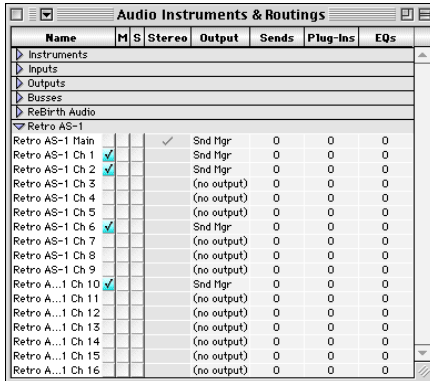 Audio Instruments & Routings
Name M S Stereo Output Sends Plug-Ins EQs
Instruments
Inputs
Outputs
Busses
ReBirth Audio
Retro AS-1
Retro AS-1 Main Snd Mgr 0 0 0
Retro AS-1 Ch 1 Snd Mgr 0 0 0
Retro AS-1 Ch 2 Snd Mgr 0 0 0
Retro AS-1 Ch 3 (no output) 0 0 0
Retro AS-1 Ch 4 (no output) 0 0 0
Retro AS-1 Ch 5 (no output) 0 0 0
Retro AS-1 Ch 6 Snd Mgr 0 0 0
Retro AS-1 Ch 7 (no output) 0 0 0
Retro AS-1 Ch 8 (no output) 0 0 0
Retro AS-1 Ch 9 (no output) 0 0 0
Retro A...1 Ch 10 Snd Mgr 0 0 0
Retro A...1 Ch 11 (no output) 0 0 0
Retro A...1 Ch 12 (no output) 0 0 0
Retro A...1 Ch 13 (no output) 0 0 0
Retro A...1 Ch 14 (no output) 0 0 0
Retro A...1 Ch 15 (no output) 0 0 0
Retro A...1 Ch 16 (no output) 0 0 0